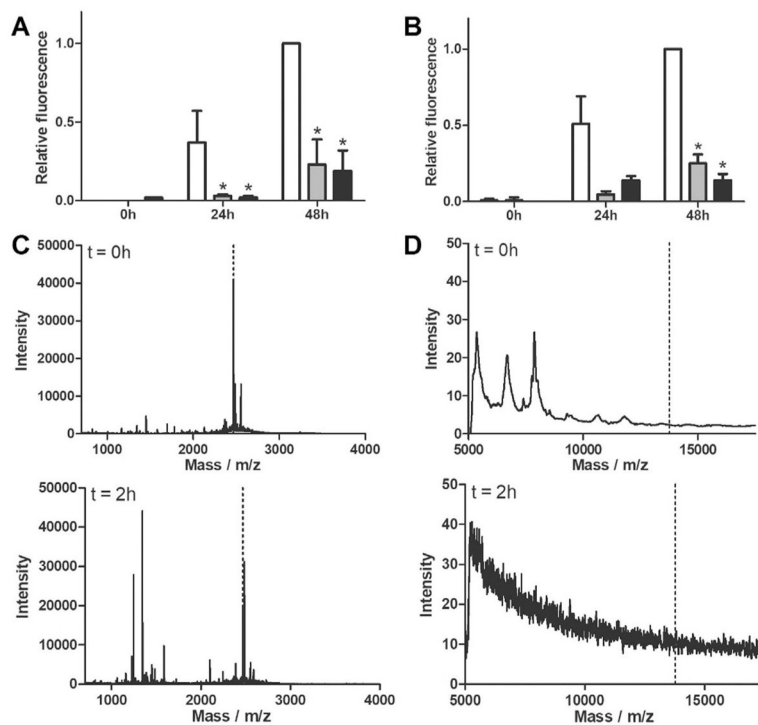 A
Relative fluorescence
1.0
0.5
0.0
* *
* *
0h 24h 48h
B
Relative fluorescence
1.0
0.5
0.0
* *
0h 24h 48h
C
t = 0h
Intensity
50000
40000
30000
20000
10000
0
1000 2000 3000 4000
Mass / m/z
D
t = 0h
Intensity
50
40
30
20
10
0
5000 10000 15000
Mass / m/z
t = 2h
Intensity
50000
40000
30000
20000
10000
0
1000 2000 3000 4000
Mass / m/z
t = 2h
Intensity
50
40
30
20
10
0
5000 10000 15000
Mass / m/z